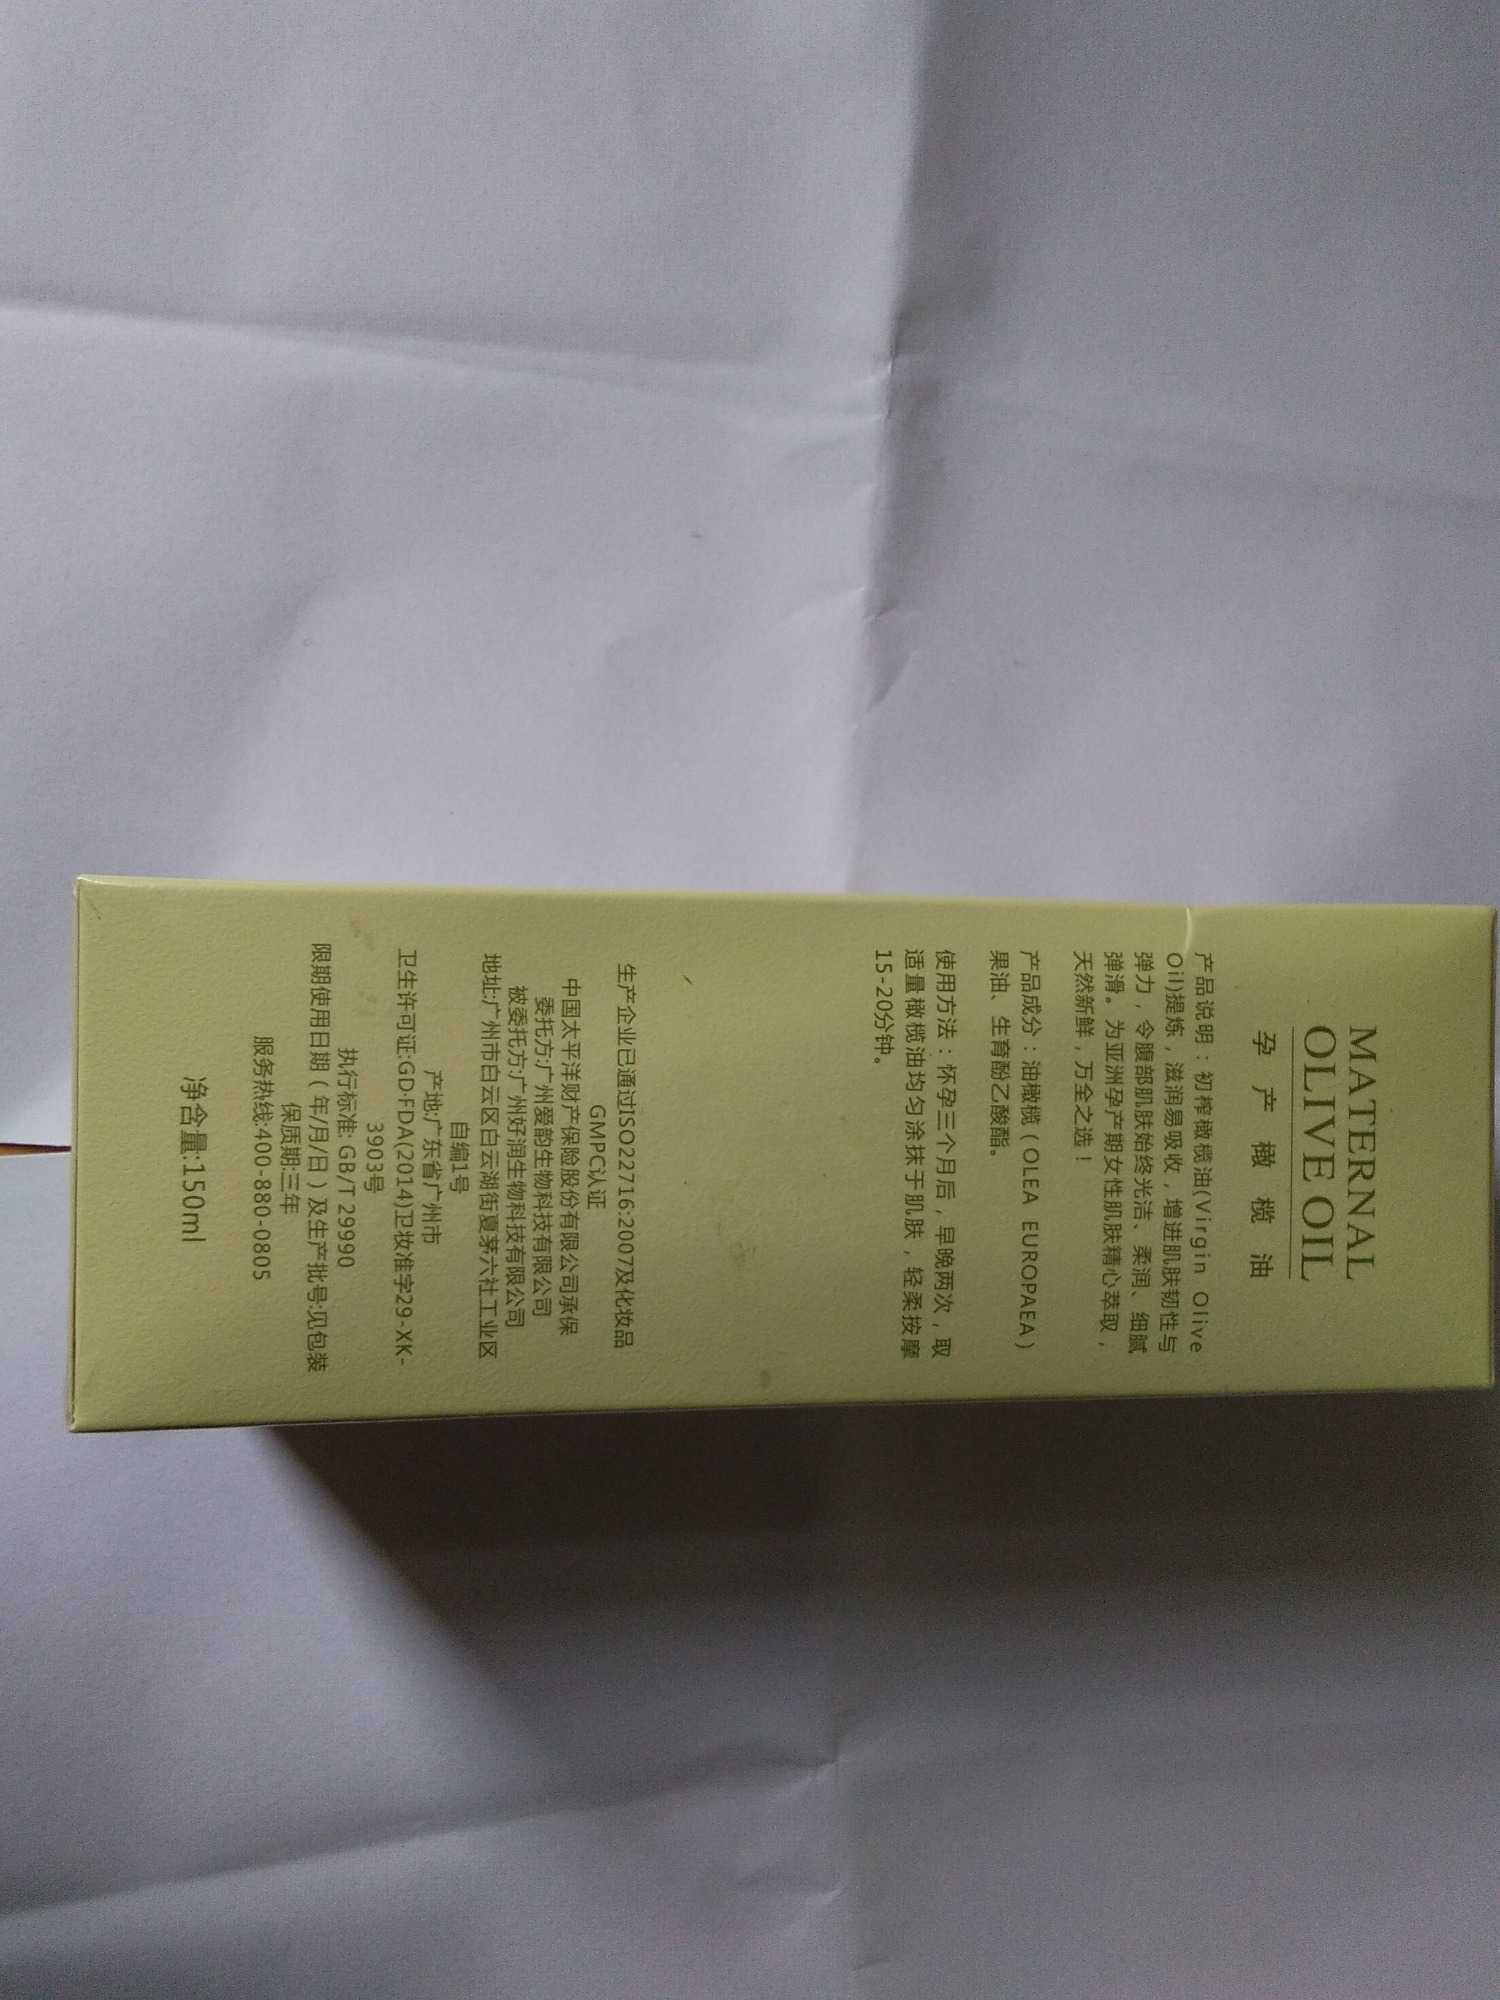 MATERNAL
OLIVE OIL
孕产橄榄油
产品说明：初榨橄榄油(Virgin Olive
Oil)提炼，滋润易吸收，增进肌肤韧性与
弹力，令腹部肌肤始终光洁、柔润、细腻
弹滑。为亚洲孕产期女性肌肤精心萃取，
天然新鲜，万全之选！
产品成分：油橄榄（OLEA EUROPAEA）
果油、生育酚乙酸酯。
使用方法：怀孕三个月后，早晚两次，取
适量橄榄油均匀涂抹于肌肤，轻柔按摩
15-20分钟。
生产企业已通过ISO22716:2007及化妆品
GMPC认证
中国太平洋财产保险股份有限公司承保
委托方:广州爱韵生物科技有限公司
被委托方:广州好润生物科技有限公司
地址:广州市白云区白云湖街夏茅六社工业区
自编1号
产地:广东省广州市
卫生许可证:GD·FDA(2014)卫妆准字29-XK-
3903号
执行标准: GB/T 29990
限期使用日期（年/月/日）及生产批号:见包装
保质期:三年
服务热线:400-880-0805
净含量:150ml